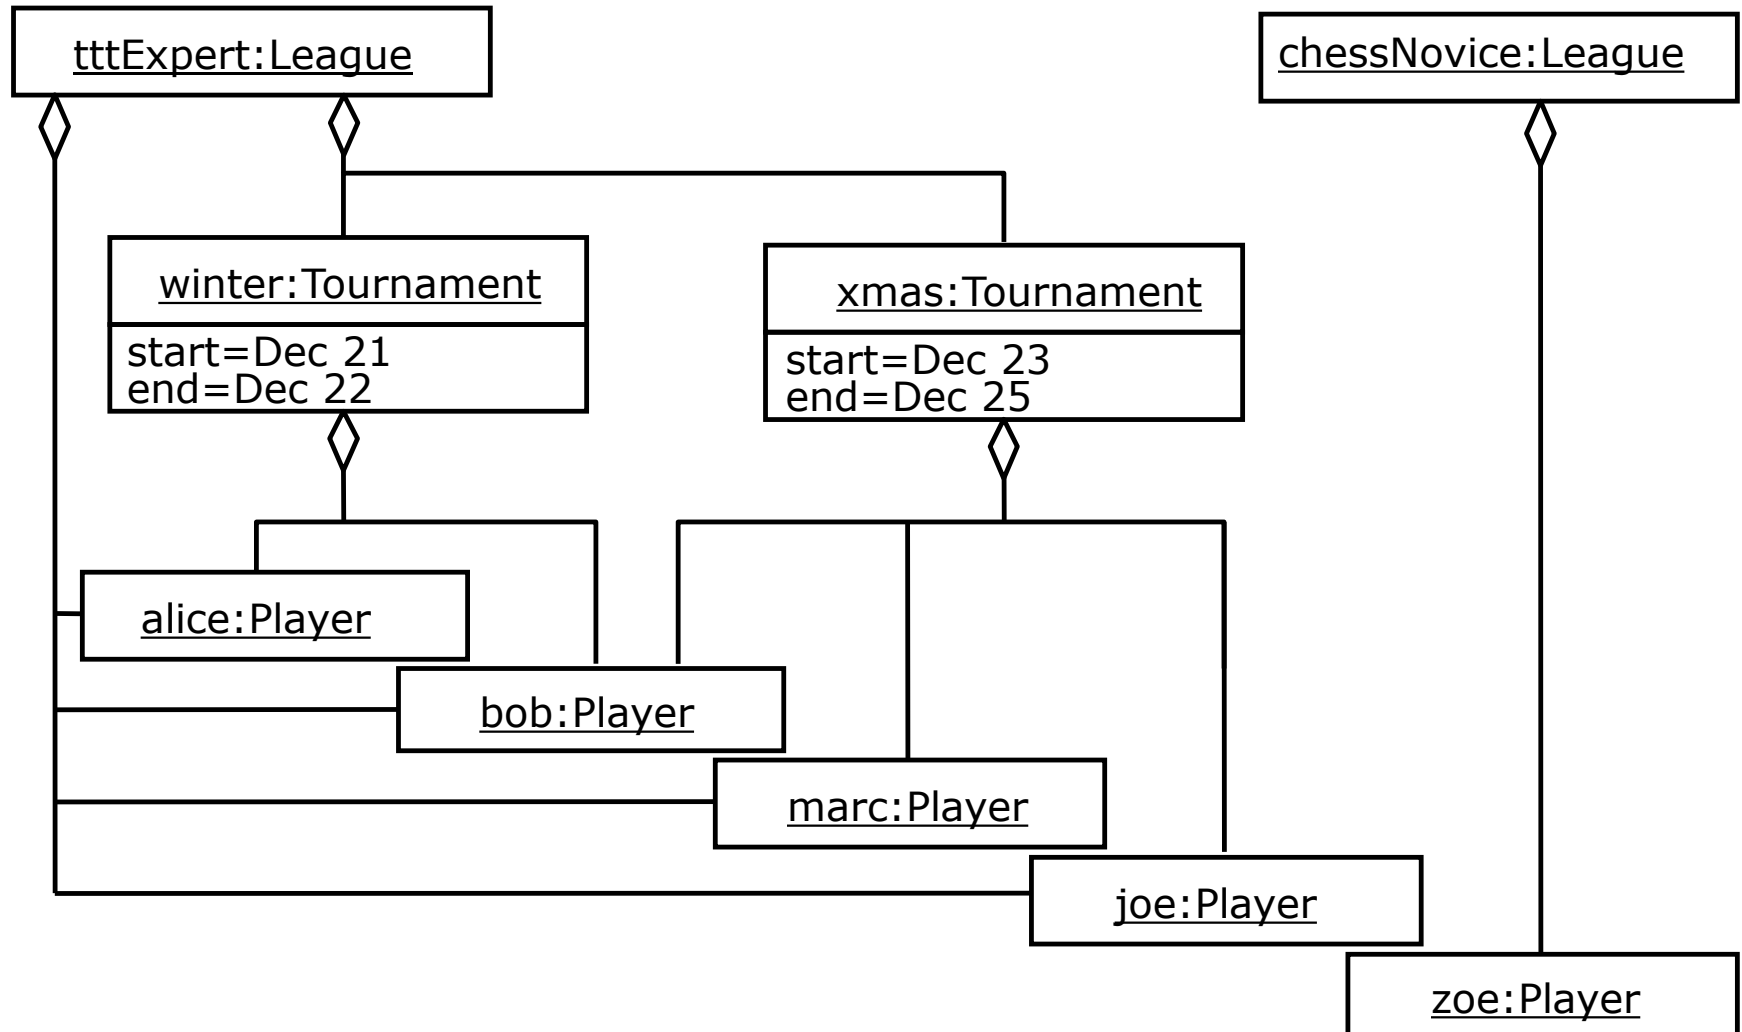 tttExpert:League
chessNovice:League
winter:Tournament
start=Dec 21
end=Dec 22
xmas:Tournament
start=Dec 23
end=Dec 25
alice:Player
bob:Player
marc:Player
joe:Player
zoe:Player